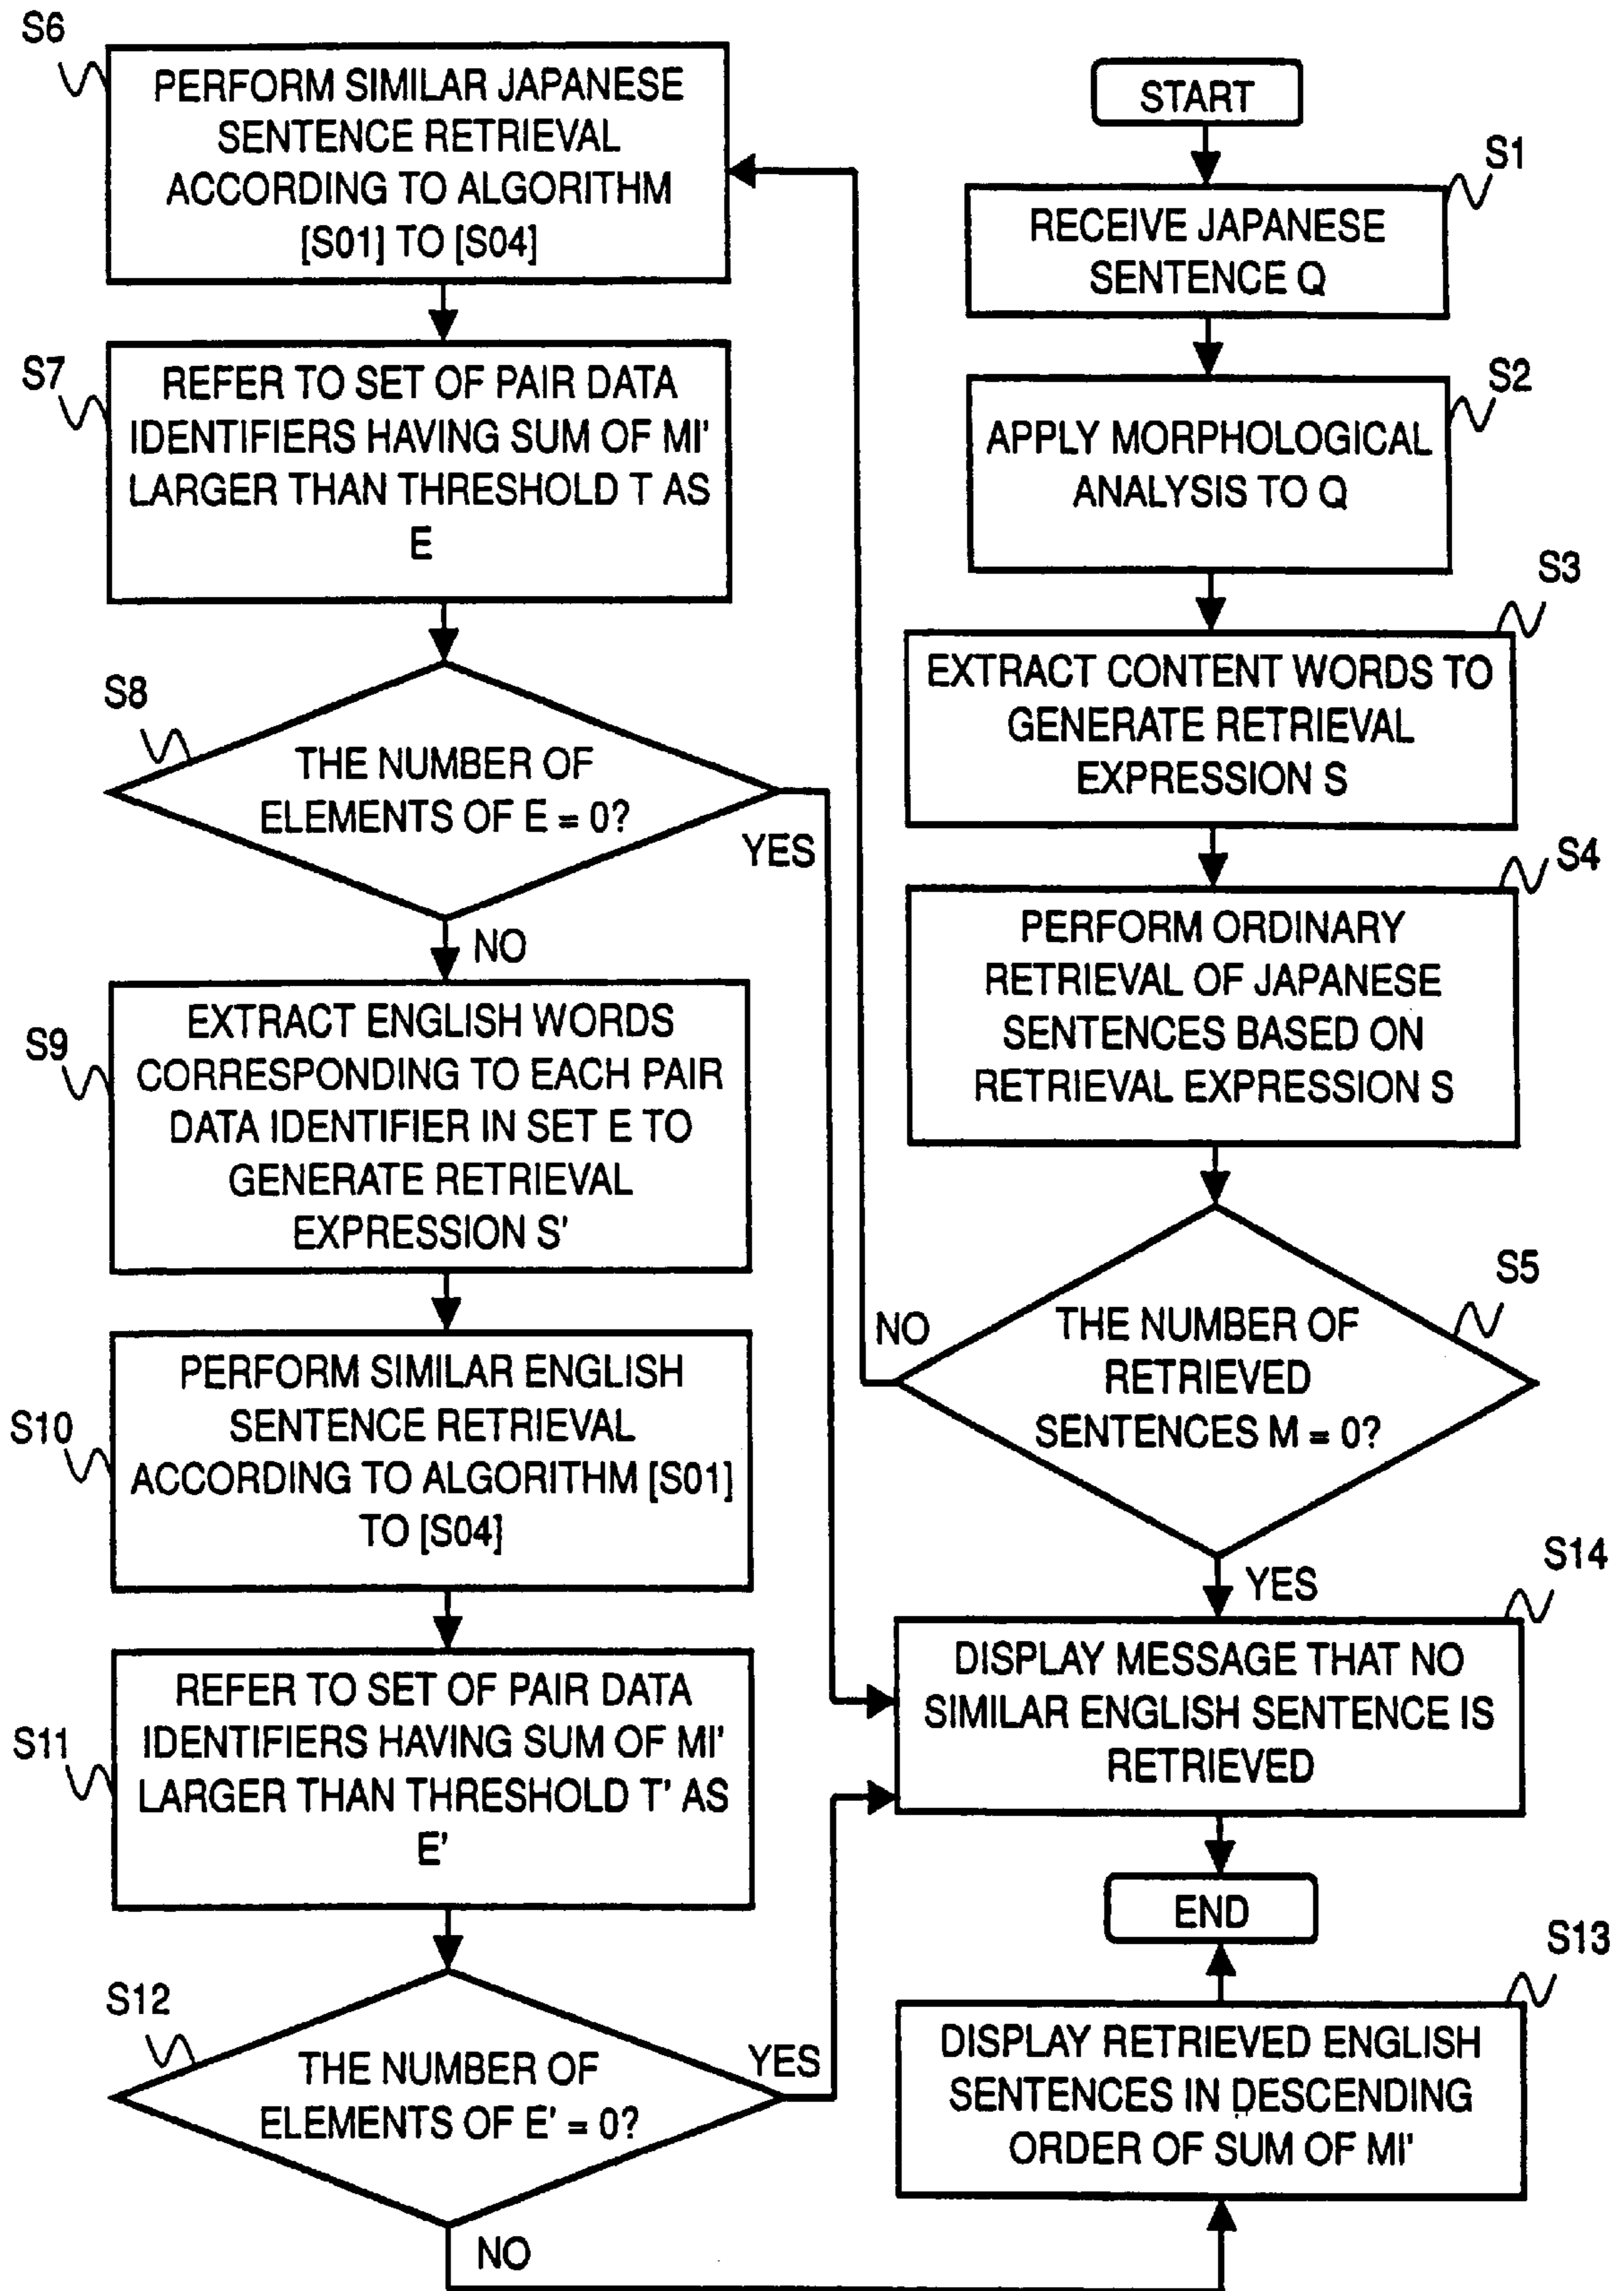 START
S1
RECEIVE JAPANESE
SENTENCE Q
S2
APPLY MORPHOLOGICAL
ANALYSIS TO Q
S3
EXTRACT CONTENT WORDS TO
GENERATE RETRIEVAL
EXPRESSION S
S4
PERFORM ORDINARY
RETRIEVAL OF JAPANESE
SENTENCES BASED ON
RETRIEVAL EXPRESSION S
S5
THE NUMBER OF
RETRIEVED
SENTENCES M = 0?
NO
YES
S6
PERFORM SIMILAR JAPANESE
SENTENCE RETRIEVAL
ACCORDING TO ALGORITHM
[S01] TO [S04]
S7
REFER TO SET OF PAIR DATA
IDENTIFIERS HAVING SUM OF MI'
LARGER THAN THRESHOLD T AS
E
S8
THE NUMBER OF
ELEMENTS OF E = 0?
YES
NO
S9
EXTRACT ENGLISH WORDS
CORRESPONDING TO EACH PAIR
DATA IDENTIFIER IN SET E TO
GENERATE RETRIEVAL
EXPRESSION S'
S10
PERFORM SIMILAR ENGLISH
SENTENCE RETRIEVAL
ACCORDING TO ALGORITHM [S01]
TO [S04]
S11
REFER TO SET OF PAIR DATA
IDENTIFIERS HAVING SUM OF MI'
LARGER THAN THRESHOLD T' AS
E'
S12
THE NUMBER OF
ELEMENTS OF E' = 0?
YES
NO
S14
DISPLAY MESSAGE THAT NO
SIMILAR ENGLISH SENTENCE IS
RETRIEVED
END
S13
DISPLAY RETRIEVED ENGLISH
SENTENCES IN DESCENDING
ORDER OF SUM OF MI'